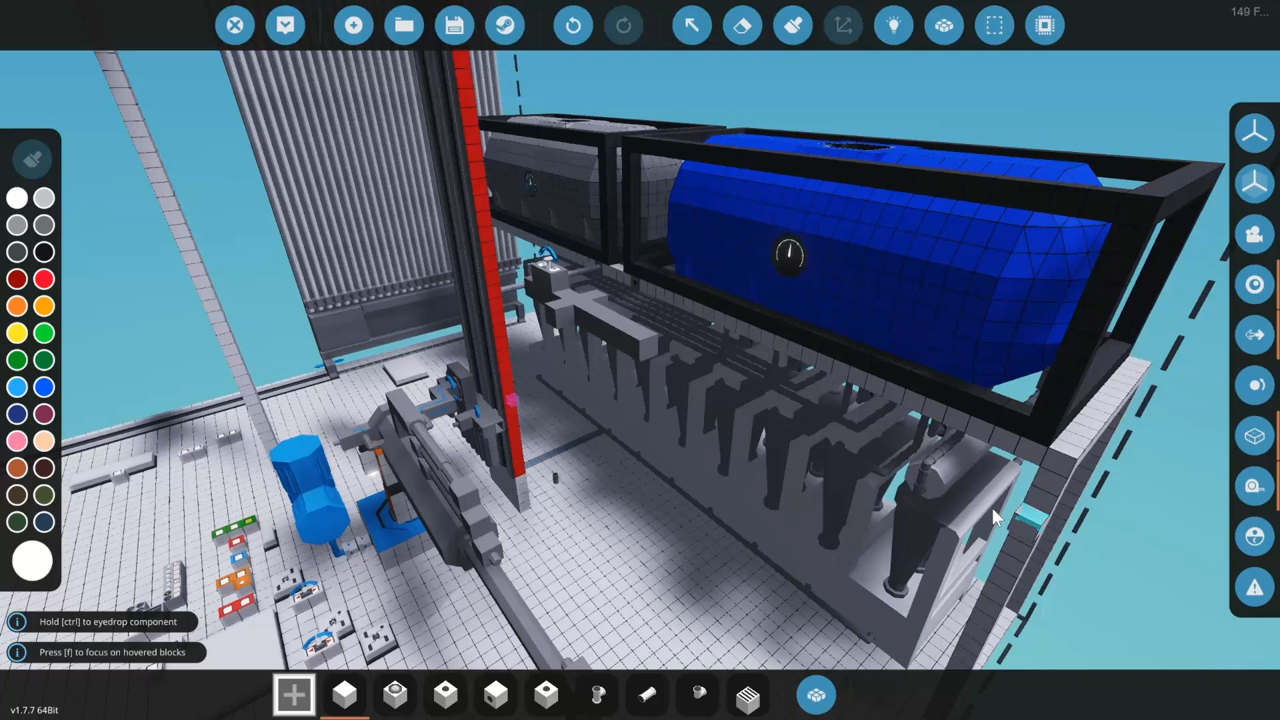 149 F...
Hold [ctrl] to eyedrop component
Press [f] to focus on hovered blocks
v1.7.7 64Bit